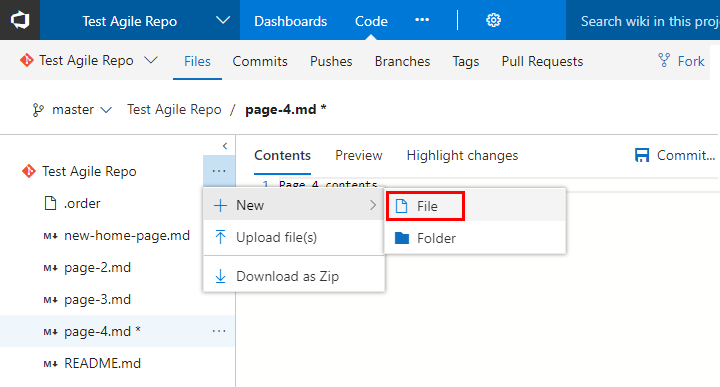 Test Agile Repo Dashboards Code ··· Search wiki in this proj
Test Agile Repo Files Commits Pushes Branches Tags Pull Requests Fork
master Test Agile Repo / page-4.md *
Contents Preview Highlight changes Commit...
Test Agile Repo ···
1 Page 4 contents
.order
New
File
M↓ new-home-page.md
Upload file(s)
Folder
M↓ page-2.md
Download as Zip
M↓ page-3.md
M↓ page-4.md * ···
M↓ README.md